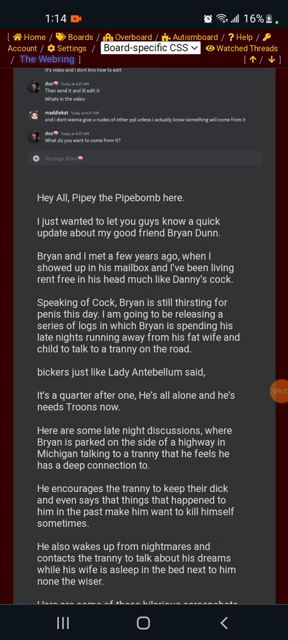 1:14
16%
[ Home / Boards / Overboard / Autismboard / ? Help /
Account / Settings / Board-specific CSS Watched Threads
/ The Webring ] [ ↑ / ↓ ]
it's video and i dont kno how to edit
doc Today at 4:27 AM
Then send it and ill edit it
Whats in the video
maddiekat Today at 4:27 AM
and i dont wanna give u nudes of other ppl unless i actually know something will come from it
doc Today at 4:27 AM
What do you want to come from it?
Message @doc
Hey All, Pipey the Pipebomb here.
I just wanted to let you guys know a quick
update about my good friend Bryan Dunn.
Bryan and I met a few years ago, when I
showed up in his mailbox and I've been living
rent free in his head much like Danny's cock.
Speaking of Cock, Bryan is still thirsting for
penis this day. I am going to be releasing a
series of logs in which Bryan is spending his
late nights running away from his fat wife and
child to talk to a tranny on the road.
bickers just like Lady Antebellum said,
It's a quarter after one, He's all alone and he's
needs Troons now.
Here are some late night discussions, where
Bryan is parked on the side of a highway in
Michigan talking to a tranny that he feels he
has a deep connection to.
He encourages the tranny to keep their dick
and even says that things that happened to
him in the past make him want to kill himself
sometimes.
He also wakes up from nightmares and
contacts the tranny to talk about his dreams
while his wife is asleep in the bed next to him
none the wiser.
Here are some of those hilarious screenshots